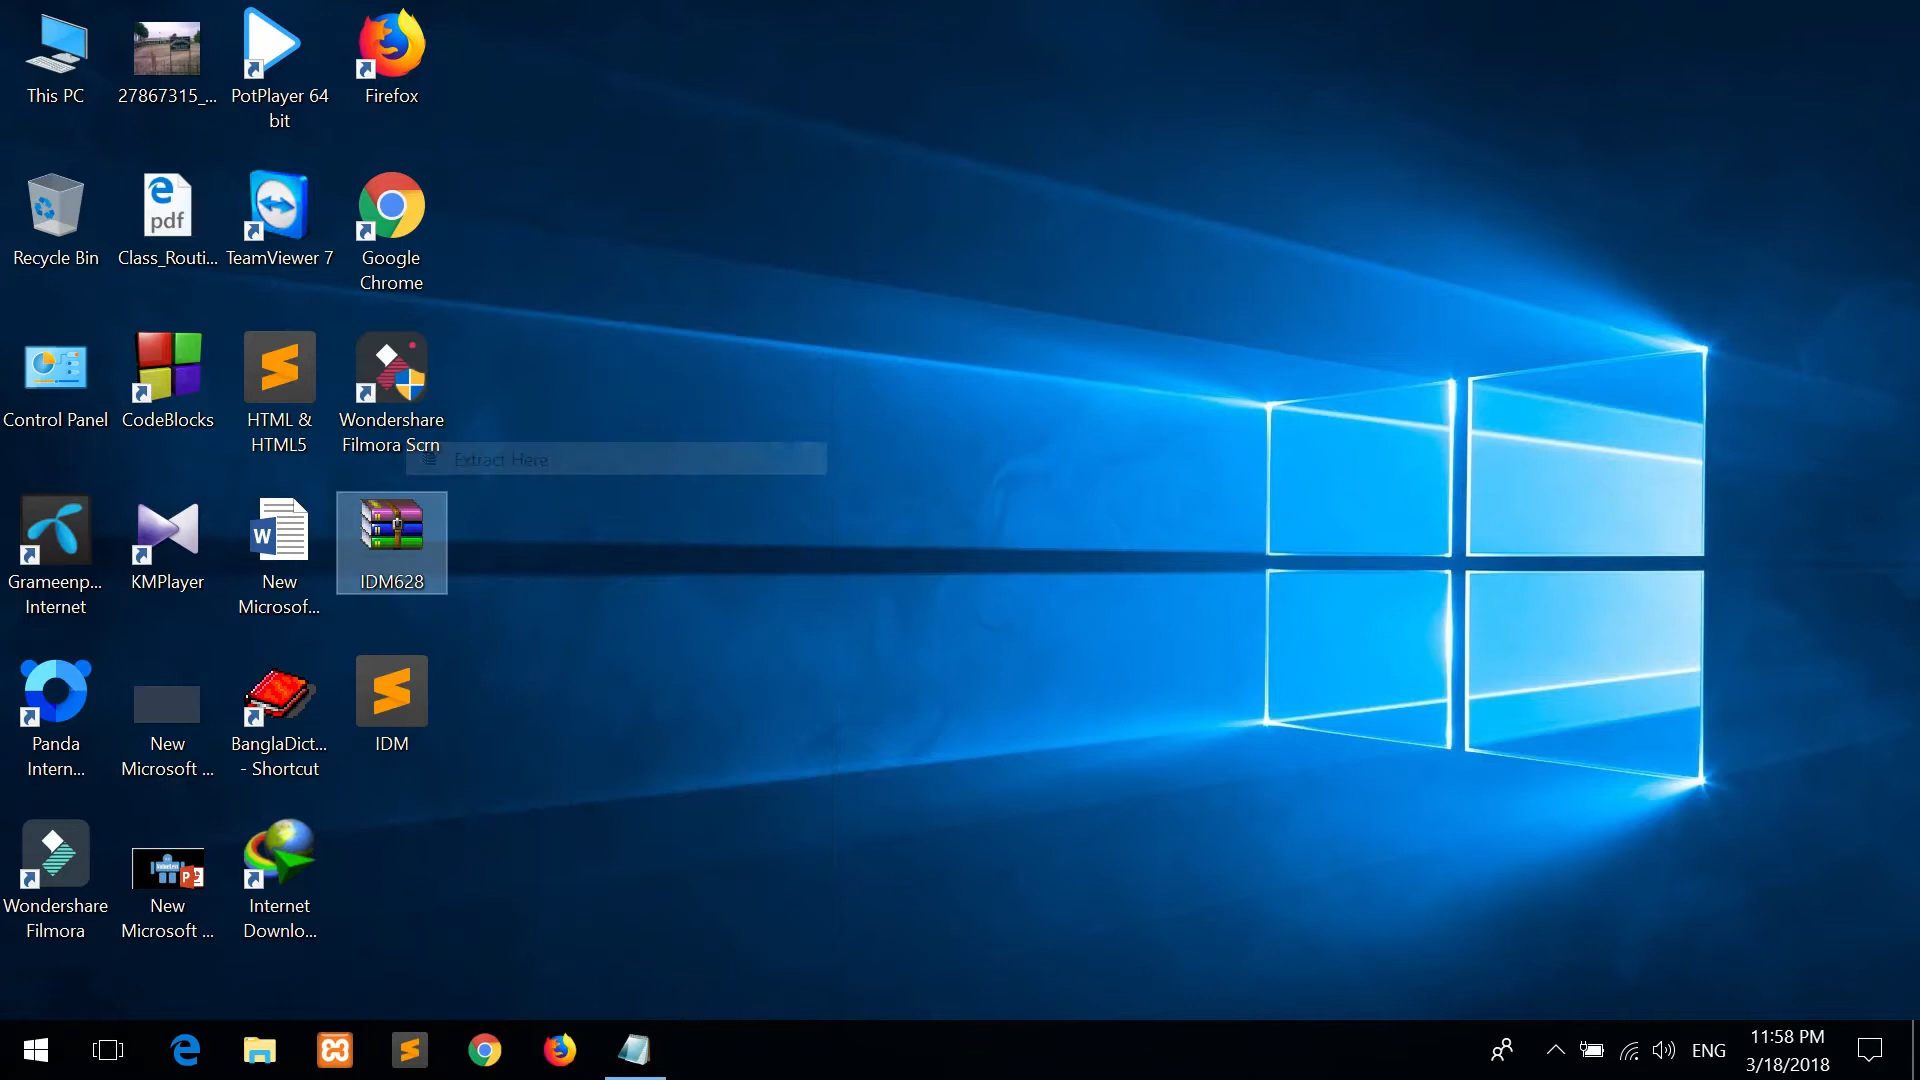 This PC
27867315_...
PotPlayer 64
bit
Firefox
Recycle Bin
pdf
Class_Routi...
TeamViewer 7
Google
Chrome
Control Panel
CodeBlocks
HTML &
HTML5
Wondershare
Filmora Scrn
Extract Here
Grameenp...
Internet
KMPlayer
W
New
Microsof...
IDM628
Panda
Intern...
New
Microsoft ...
BanglaDict...
- Shortcut
IDM
Wondershare
Filmora
P
New
Microsoft ...
Internet
Downlo...
ENG
11:58 PM
3/18/2018